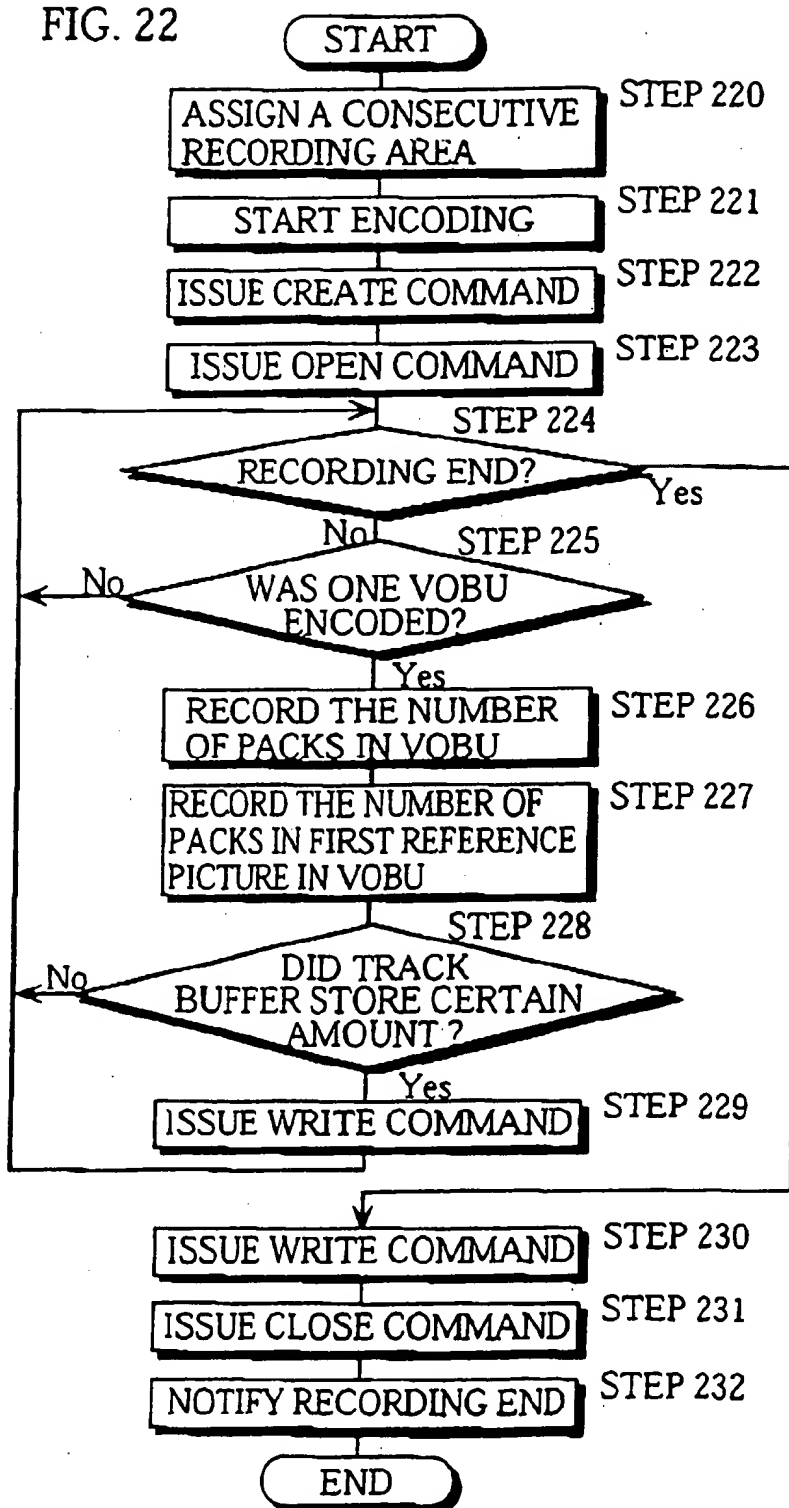 FIG. 22
START
ASSIGN A CONSECUTIVE
RECORDING AREA
STEP 220
START ENCODING
STEP 221
ISSUE CREATE COMMAND
STEP 222
ISSUE OPEN COMMAND
STEP 223
STEP 224
RECORDING END?
Yes
No
STEP 225
No
WAS ONE VOBU
ENCODED?
Yes
RECORD THE NUMBER
OF PACKS IN VOBU
STEP 226
RECORD THE NUMBER OF
PACKS IN FIRST REFERENCE
PICTURE IN VOBU
STEP 227
STEP 228
No
DID TRACK
BUFFER STORE CERTAIN
AMOUNT ?
Yes
ISSUE WRITE COMMAND
STEP 229
ISSUE WRITE COMMAND
STEP 230
ISSUE CLOSE COMMAND
STEP 231
NOTIFY RECORDING END
STEP 232
END